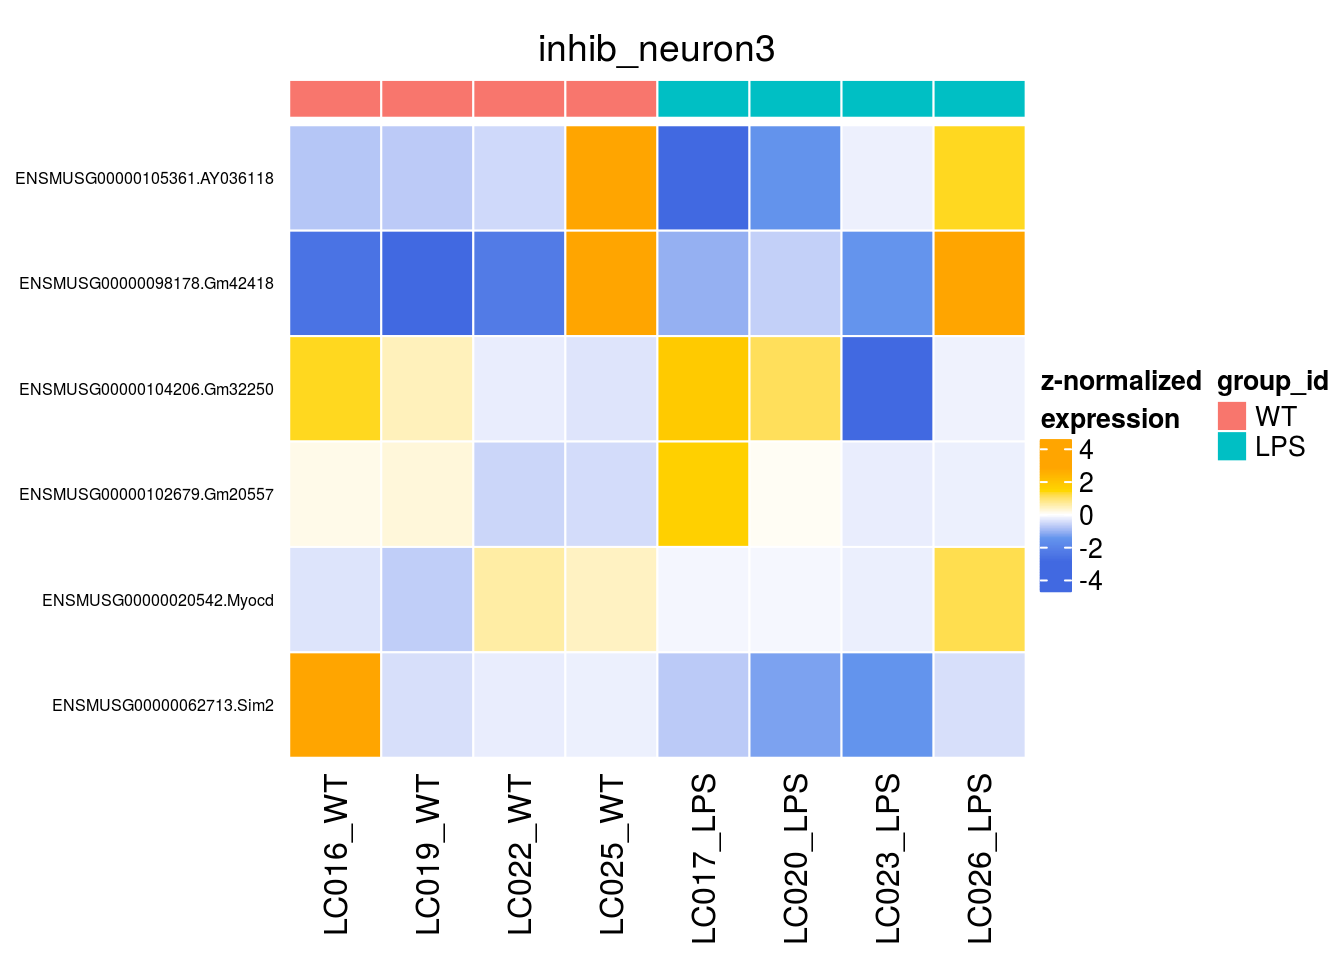 inhib_neuron3
ENSMUSG00000105361.AY036118
ENSMUSG00000098178.Gm42418
ENSMUSG00000104206.Gm32250
ENSMUSG00000102679.Gm20557
ENSMUSG00000020542.Myocd
ENSMUSG00000062713.Sim2
LC016_WT
LC019_WT
LC022_WT
LC025_WT
LC017_LPS
LC020_LPS
LC023_LPS
LC026_LPS
z-normalized
expression
4
2
0
-2
-4
group_id
WT
LPS